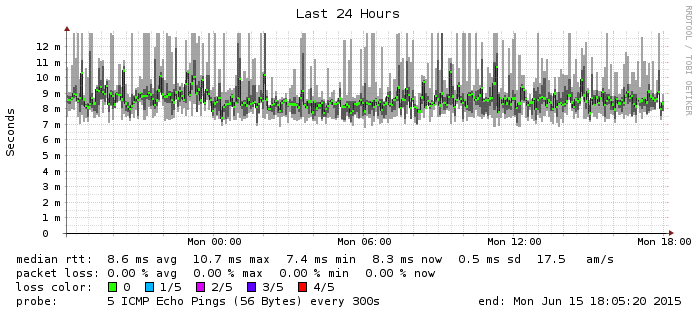 Last 24 Hours
RRDTOOL / TOBI OETIKER
Seconds
12 m
11 m
10 m
9 m
8 m
7 m
6 m
5 m
4 m
3 m
2 m
1 m
0
Mon 00:00 Mon 06:00 Mon 12:00 Mon 18:00
median rtt: 8.6 ms avg 10.7 ms max 7.4 ms min 8.3 ms now 0.5 ms sd 17.5 am/s
packet loss: 0.00 % avg 0.00 % max 0.00 % min 0.00 % now
loss color: 0 1/5 2/5 3/5 4/5
probe: 5 ICMP Echo Pings (56 Bytes) every 300s end: Mon Jun 15 18:05:20 2015